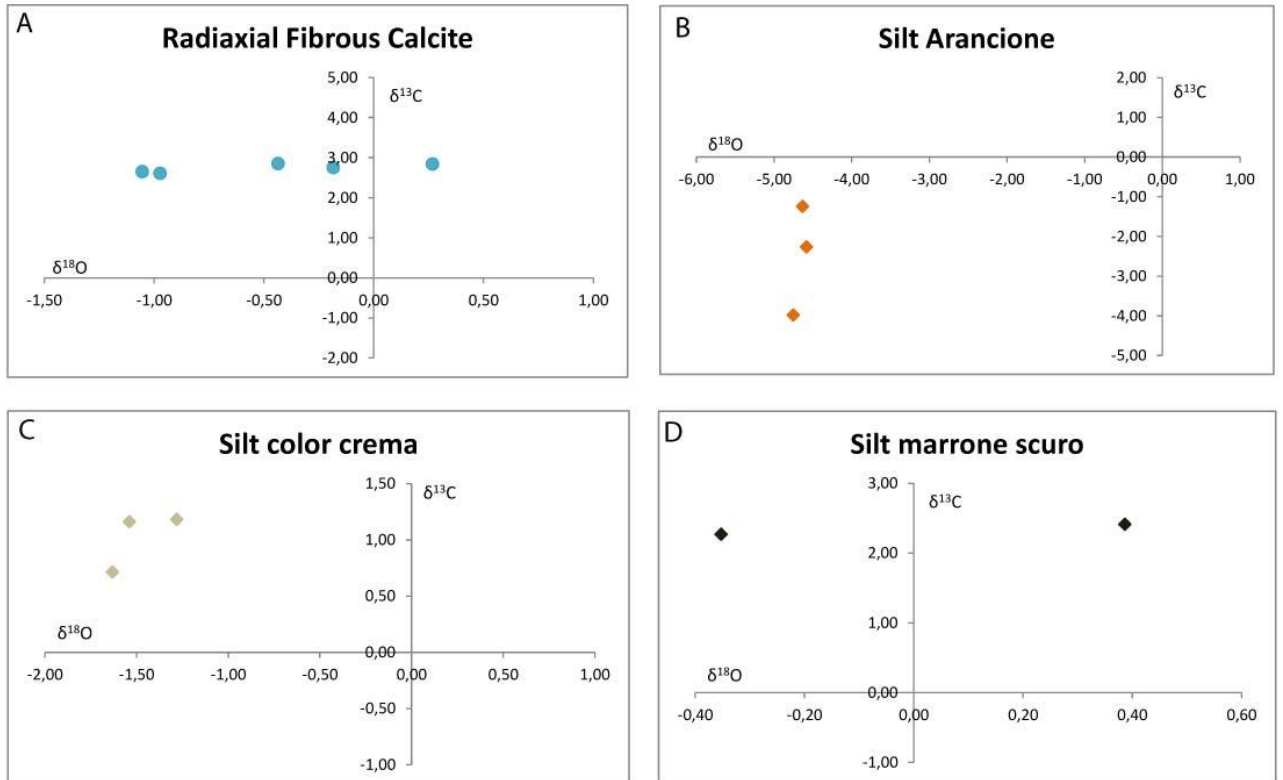 A
Radiaxial Fibrous Calcite
5,00
δ¹³C
4,00
3,00
2,00
1,00
δ¹⁸O
0,00
-1,50 -1,00 -0,50 0,00 0,50 1,00
-1,00
-2,00
B
Silt Arancione
2,00
δ¹³C
1,00
δ¹⁸O
0,00
-6,00 -5,00 -4,00 -3,00 -2,00 -1,00 0,00 1,00
-1,00
-2,00
-3,00
-4,00
-5,00
C
Silt color crema
1,50
δ¹³C
1,00
0,50
δ¹⁸O
0,00
-2,00 -1,50 -1,00 -0,50 0,00 0,50 1,00
-0,50
-1,00
D
Silt marrone scuro
3,00
δ¹³C
2,00
1,00
δ¹⁸O
0,00
-0,40 -0,20 0,00 0,20 0,40 0,60
-1,00